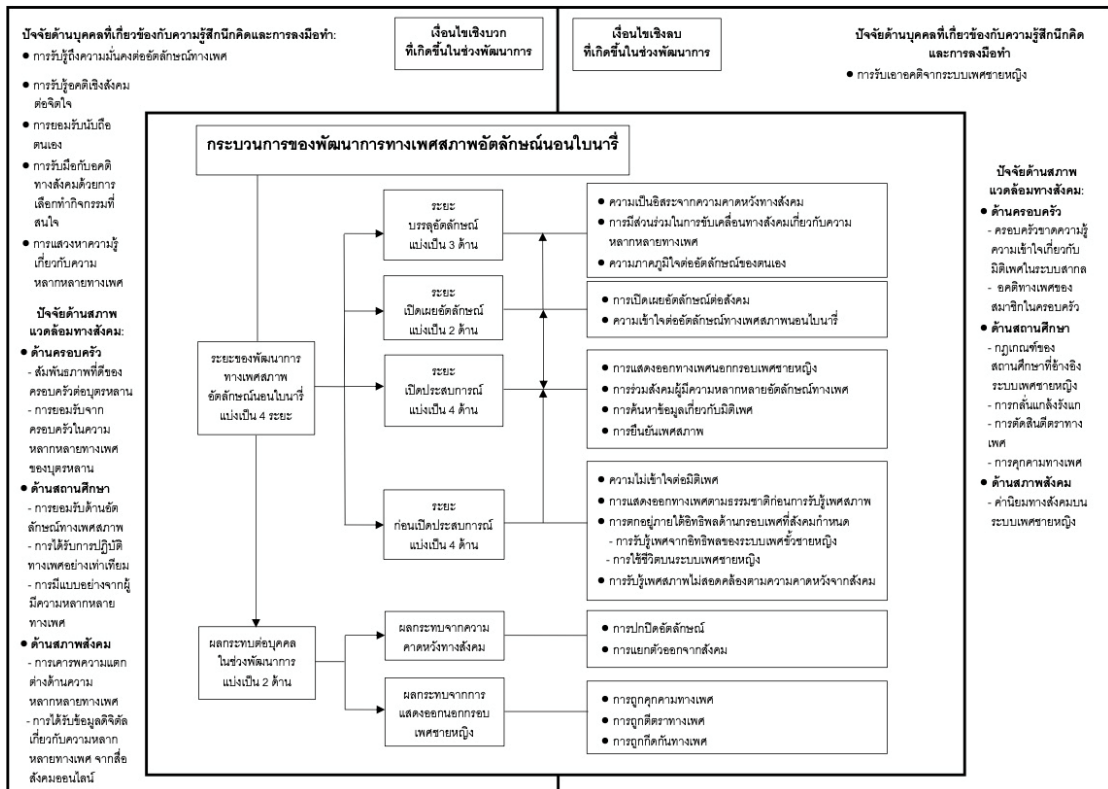 ปัจจัยด้านบุคคลที่เกี่ยวข้องกับความรู้สึกนึกคิดและการลงมือทำ:
● การรับรู้ถึงความมั่นคงต่ออัตลักษณ์ทางเพศ
● การรับรู้อคติเชิงสังคม
ต่อจิตใจ
● การยอมรับนับถือ
ตนเอง
● การรับมือกับอคติ
ทางสังคมด้วยการ
เลือกทำกิจกรรมที่
สนใจ
● การแสวงหาความรู้
เกี่ยวกับความ
หลากหลายทางเพศ
ปัจจัยด้านสภาพ
แวดล้อมทางสังคม:
● ด้านครอบครัว
- สัมพันธภาพที่ดีของ
ครอบครัวต่อบุตรหลาน
- การยอมรับจาก
ครอบครัวในความ
หลากหลายทางเพศ
ของบุตรหลาน
● ด้านสถานศึกษา
- การยอมรับด้านอัต
ลักษณ์ทางเพศสภาพ
- การได้รับการปฏิบัติ
ทางเพศอย่างเท่าเทียม
- การมีแบบอย่างจากผู้
มีความหลากหลาย
ทางเพศ
● ด้านสภาพสังคม
- การเคารพความแตก
ต่างด้านความ
หลากหลายทางเพศ
- การได้รับข้อมูลดิจิตัล
เกี่ยวกับความหลาก
หลายทางเพศ จากสื่อ
สังคมออนไลน์
เงื่อนไขเชิงบวก
ที่เกิดขึ้นในช่วงพัฒนาการ
เงื่อนไขเชิงลบ
ที่เกิดขึ้นในช่วงพัฒนาการ
ปัจจัยด้านบุคคลที่เกี่ยวข้องกับความรู้สึกนึกคิด
และการลงมือทำ
● การรับเอาอคติจากระบบเพศชายหญิง
กระบวนการของพัฒนาการทางเพศสภาพอัตลักษณ์นอนไบนารี่
ระยะของพัฒนาการ
ทางเพศสภาพ
อัตลักษณ์นอนไบนารี่
แบ่งเป็น 4 ระยะ
ระยะ
บรรลุอัตลักษณ์
แบ่งเป็น 3 ด้าน
● ความเป็นอิสระจากความคาดหวังทางสังคม
● การมีส่วนร่วมในการขับเคลื่อนทางสังคมเกี่ยวกับความ
หลากหลายทางเพศ
● ความภาคภูมิใจต่ออัตลักษณ์ของตนเอง
ระยะ
เปิดเผยอัตลักษณ์
แบ่งเป็น 2 ด้าน
● การเปิดเผยอัตลักษณ์ต่อสังคม
● ความเข้าใจต่ออัตลักษณ์ทางเพศสภาพนอนไบนารี่
ระยะ
เปิดประสบการณ์
แบ่งเป็น 4 ด้าน
● การแสดงออกทางเพศนอกกรอบเพศชายหญิง
● การร่วมสังคมผู้มีความหลากหลายอัตลักษณ์ทางเพศ
● การค้นหาข้อมูลเกี่ยวกับมิติเพศ
● การยืนยันเพศสภาพ
ระยะ
ก่อนเปิดประสบการณ์
แบ่งเป็น 4 ด้าน
● ความไม่เข้าใจต่อมิติเพศ
● การแสดงออกทางเพศตามธรรมชาติก่อนการรับรู้เพศสภาพ
● การตกอยู่ภายใต้อิทธิพลด้านกรอบเพศที่สังคมกำหนด
- การรับรู้เพศจากอิทธิพลของระบบเพศขั้วชายหญิง
- การใช้ชีวิตบนระบบเพศชายหญิง
● การรับรู้เพศสภาพไม่สอดคล้องตามความคาดหวังจากสังคม
ผลกระทบต่อบุคคล
ในช่วงพัฒนาการ
แบ่งเป็น 2 ด้าน
ผลกระทบจากความ
คาดหวังทางสังคม
● การปกปิดอัตลักษณ์
● การแยกตัวออกจากสังคม
ผลกระทบจากการ
แสดงออกนอกกรอบ
เพศชายหญิง
● การถูกคุกคามทางเพศ
● การถูกตีตราทางเพศ
● การถูกกีดกันทางเพศ
ปัจจัยด้านสภาพ
แวดล้อมทางสังคม:
● ด้านครอบครัว
- ครอบครัวขาดความรู้
ความเข้าใจเกี่ยวกับ
มิติเพศในระบบสากล
- อคติทางเพศของ
สมาชิกในครอบครัว
● ด้านสถานศึกษา
- กฎเกณฑ์ของ
สถานศึกษาที่อ้างอิง
ระบบเพศชายหญิง
- การกลั่นแกล้งรังแก
- การตัดสินตีตราทาง
เพศ
- การคุกคามทางเพศ
● ด้านสภาพสังคม
- ค่านิยมทางสังคมบน
ระบบเพศชายหญิง